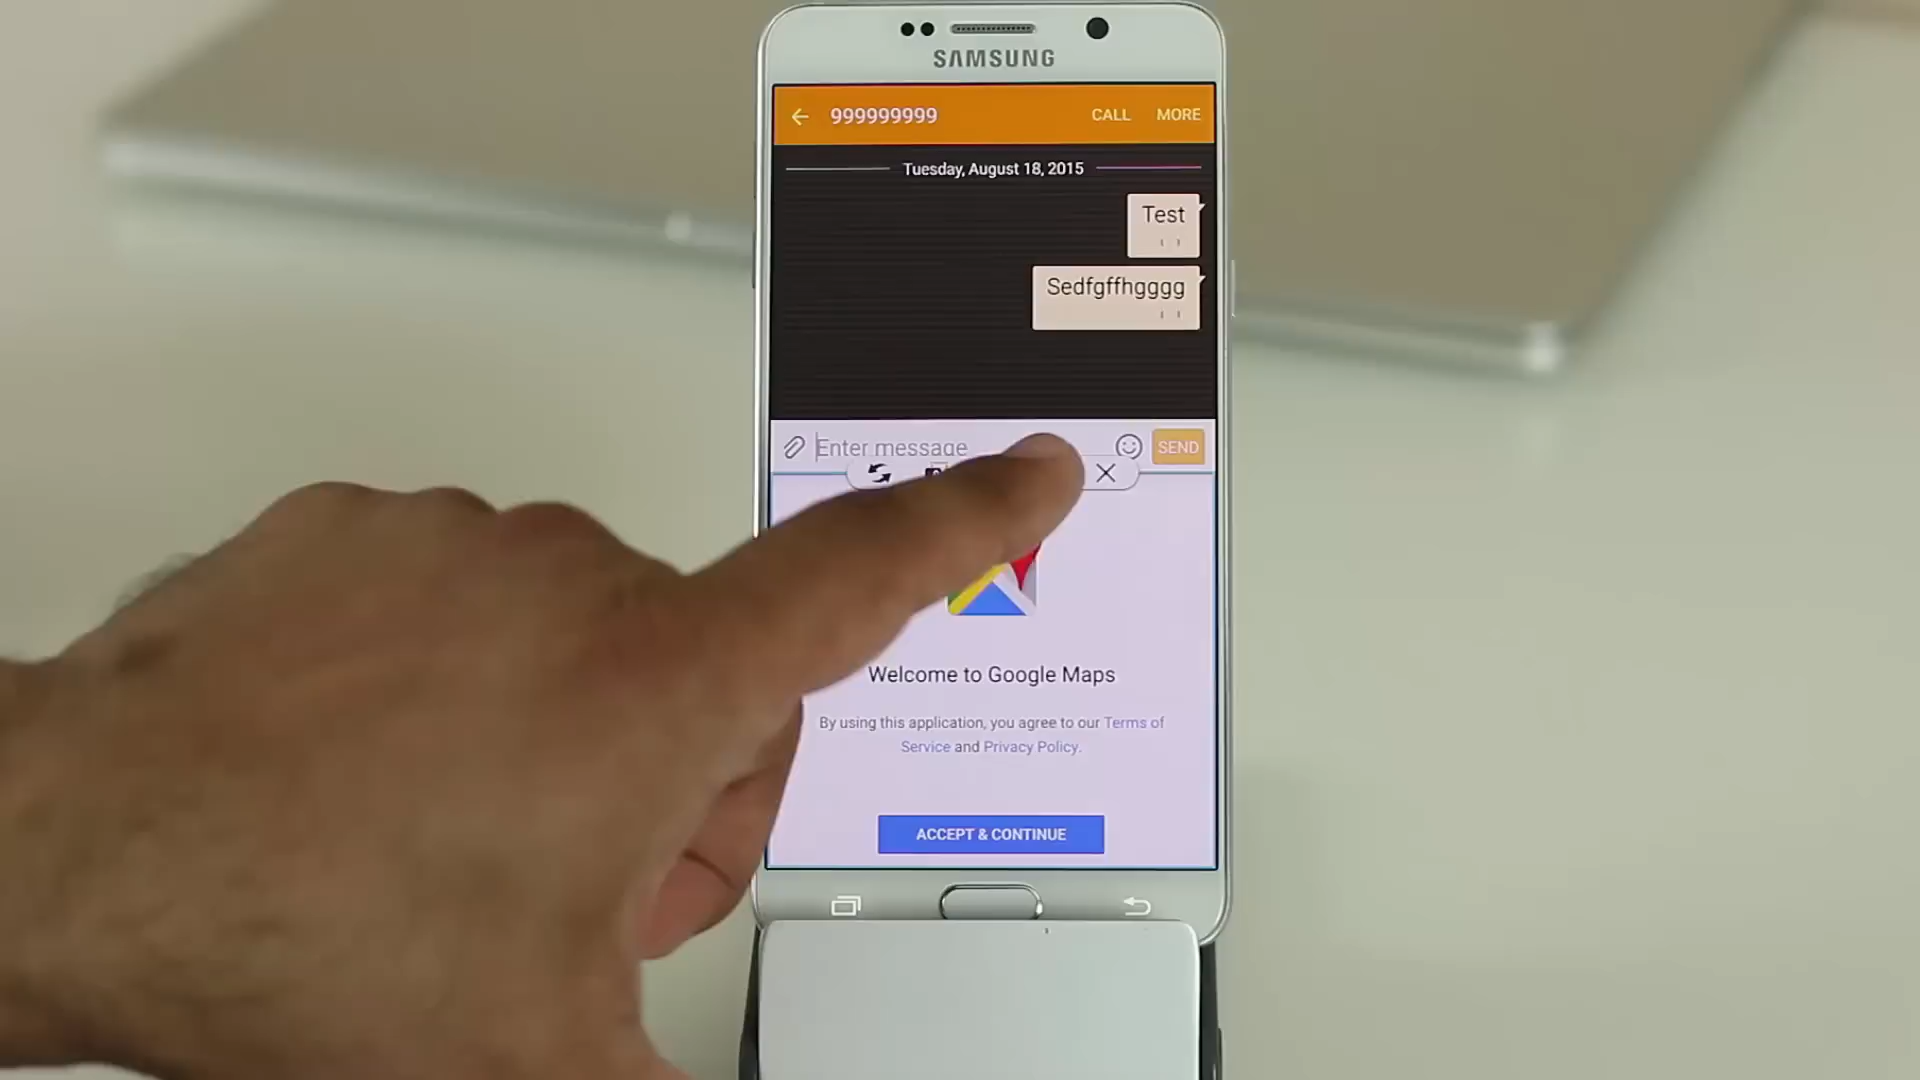 SAMSUNG
999999999 CALL MORE
Tuesday, August 18, 2015
Test
Sedfgffhgggg
Enter message SEND
Welcome to Google Maps
By using this application, you agree to our Terms of
Service and Privacy Policy.
ACCEPT & CONTINUE